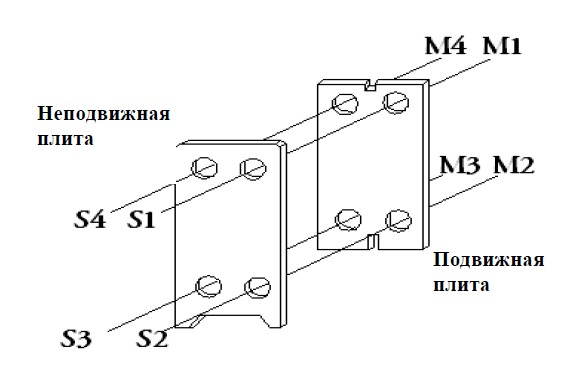 M4 M1
Неподвижная
плита
M3 M2
S4 S1
Подвижная
плита
S3 S2